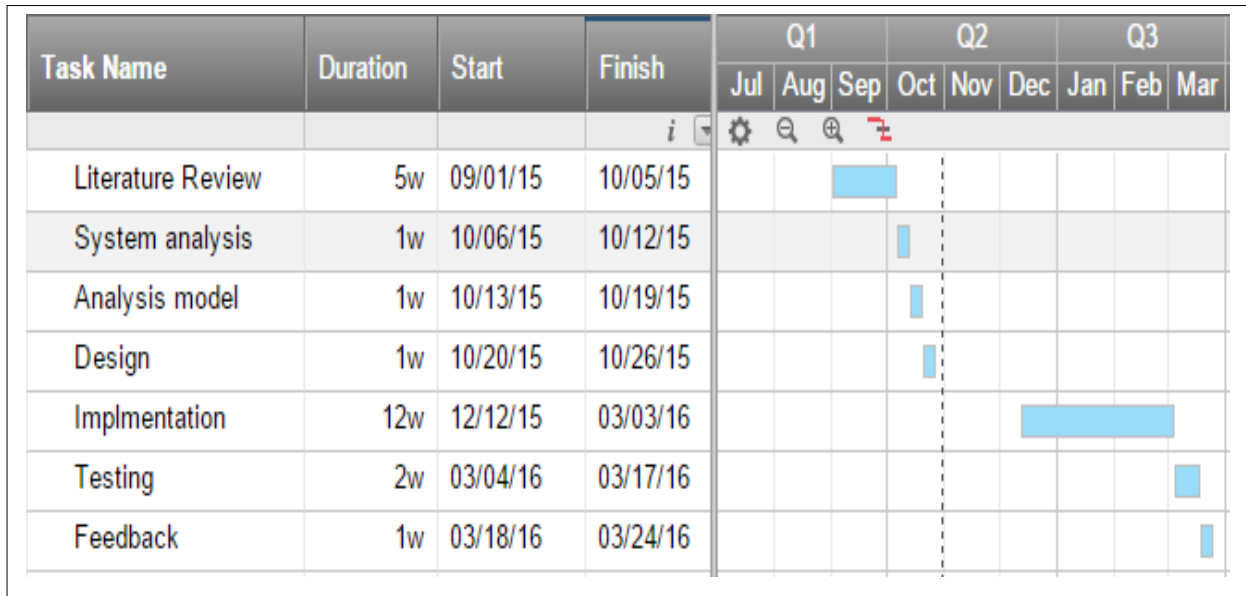 Q1 Q2 Q3
Task Name Duration Start Finish
Jul Aug Sep Oct Nov Dec Jan Feb Mar
i
Literature Review 5w 09/01/15 10/05/15
System analysis 1w 10/06/15 10/12/15
Analysis model 1w 10/13/15 10/19/15
Design 1w 10/20/15 10/26/15
Implmentation 12w 12/12/15 03/03/16
Testing 2w 03/04/16 03/17/16
Feedback 1w 03/18/16 03/24/16